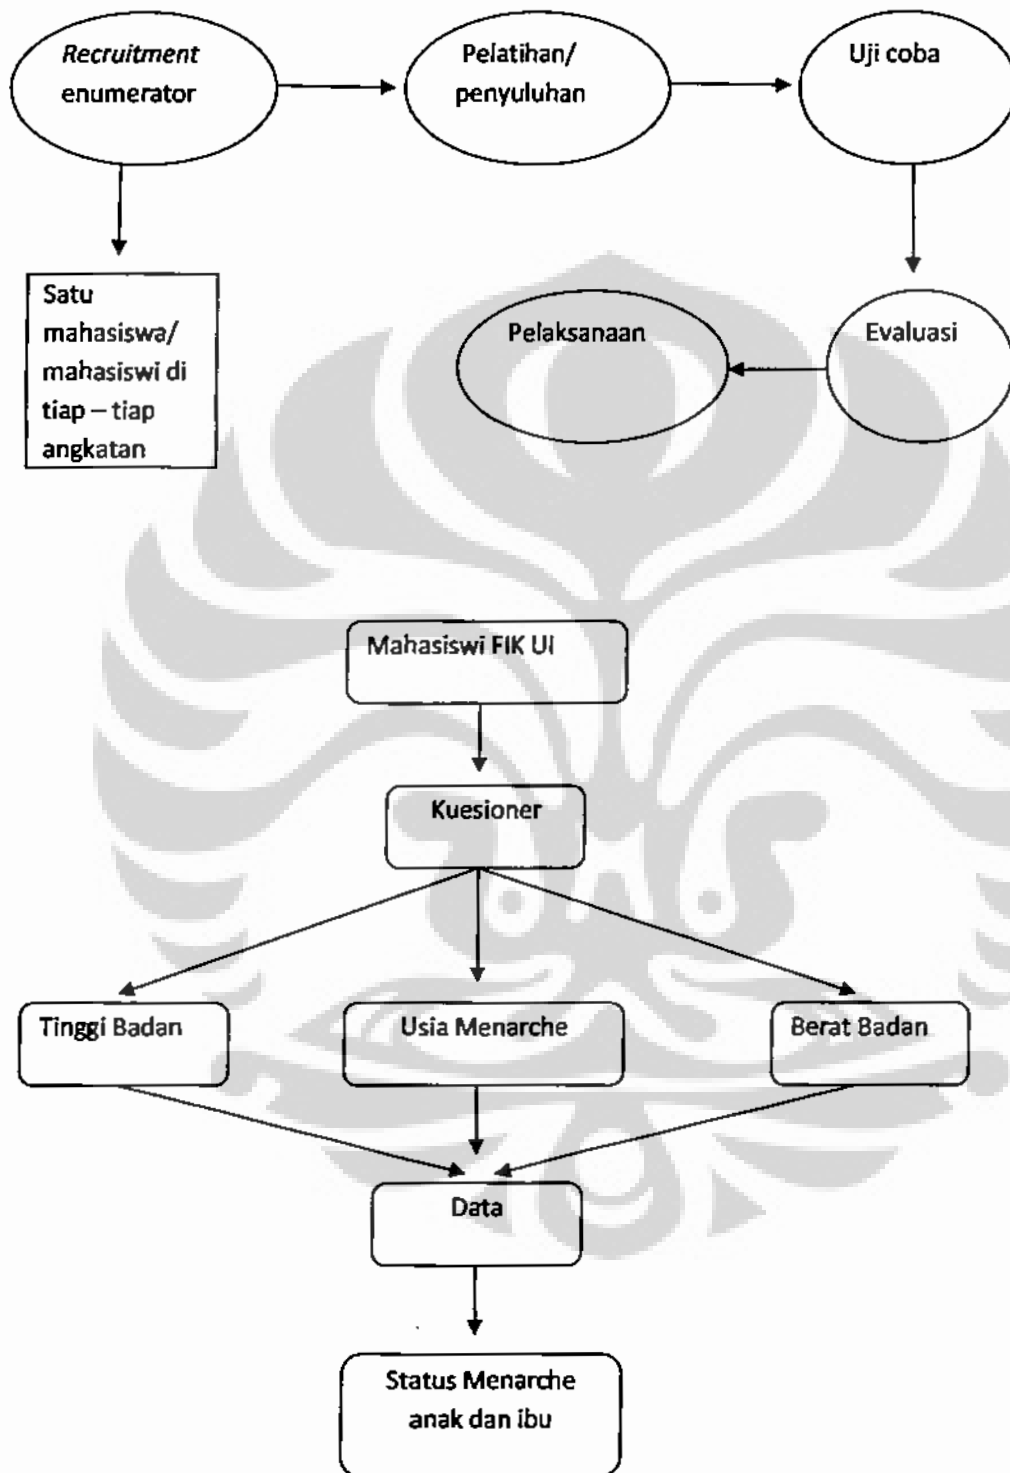 Recruitment
enumerator
Pelatihan/
penyuluhan
Uji coba
Satu
mahasiswa/
mahasiswi di
tiap – tiap
angkatan
Pelaksanaan
Evaluasi
Mahasiswi FIK UI
Kuesioner
Tinggi Badan
Usia Menarche
Berat Badan
Data
Status Menarche
anak dan ibu